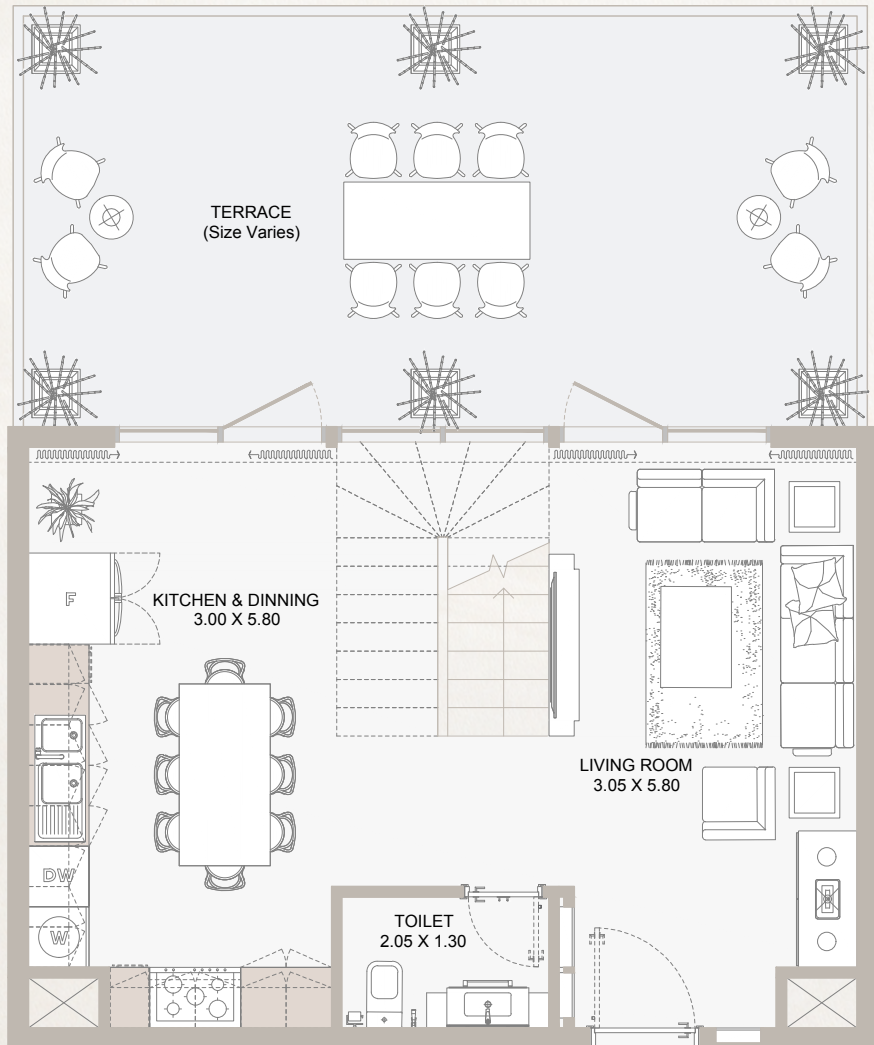 TERRACE
(Size Varies)
F
KITCHEN & DINNING
3.00 X 5.80
LIVING ROOM
3.05 X 5.80
DW
W
TOILET
2.05 X 1.30